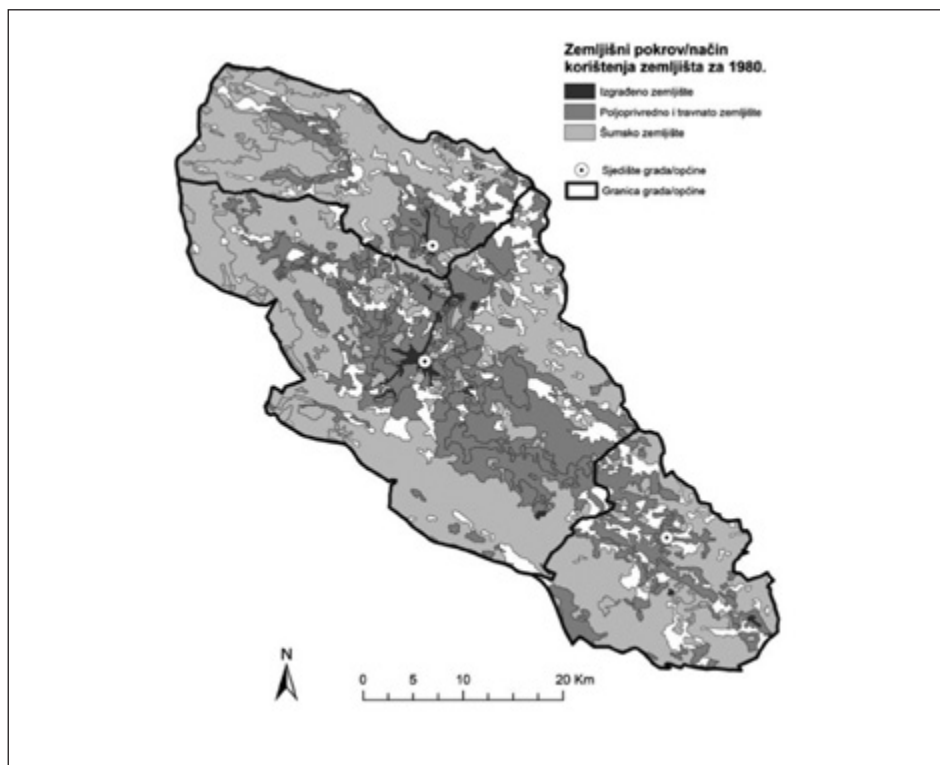 Zemljišni pokrov/način
korištenja zemljišta za 1980.
Izgrađeno zemljište
Poljoprivredno i travnato zemljište
Šumsko zemljište
Sjedište grada/općine
Granica grada/općine
N
0 5 10 20 Km